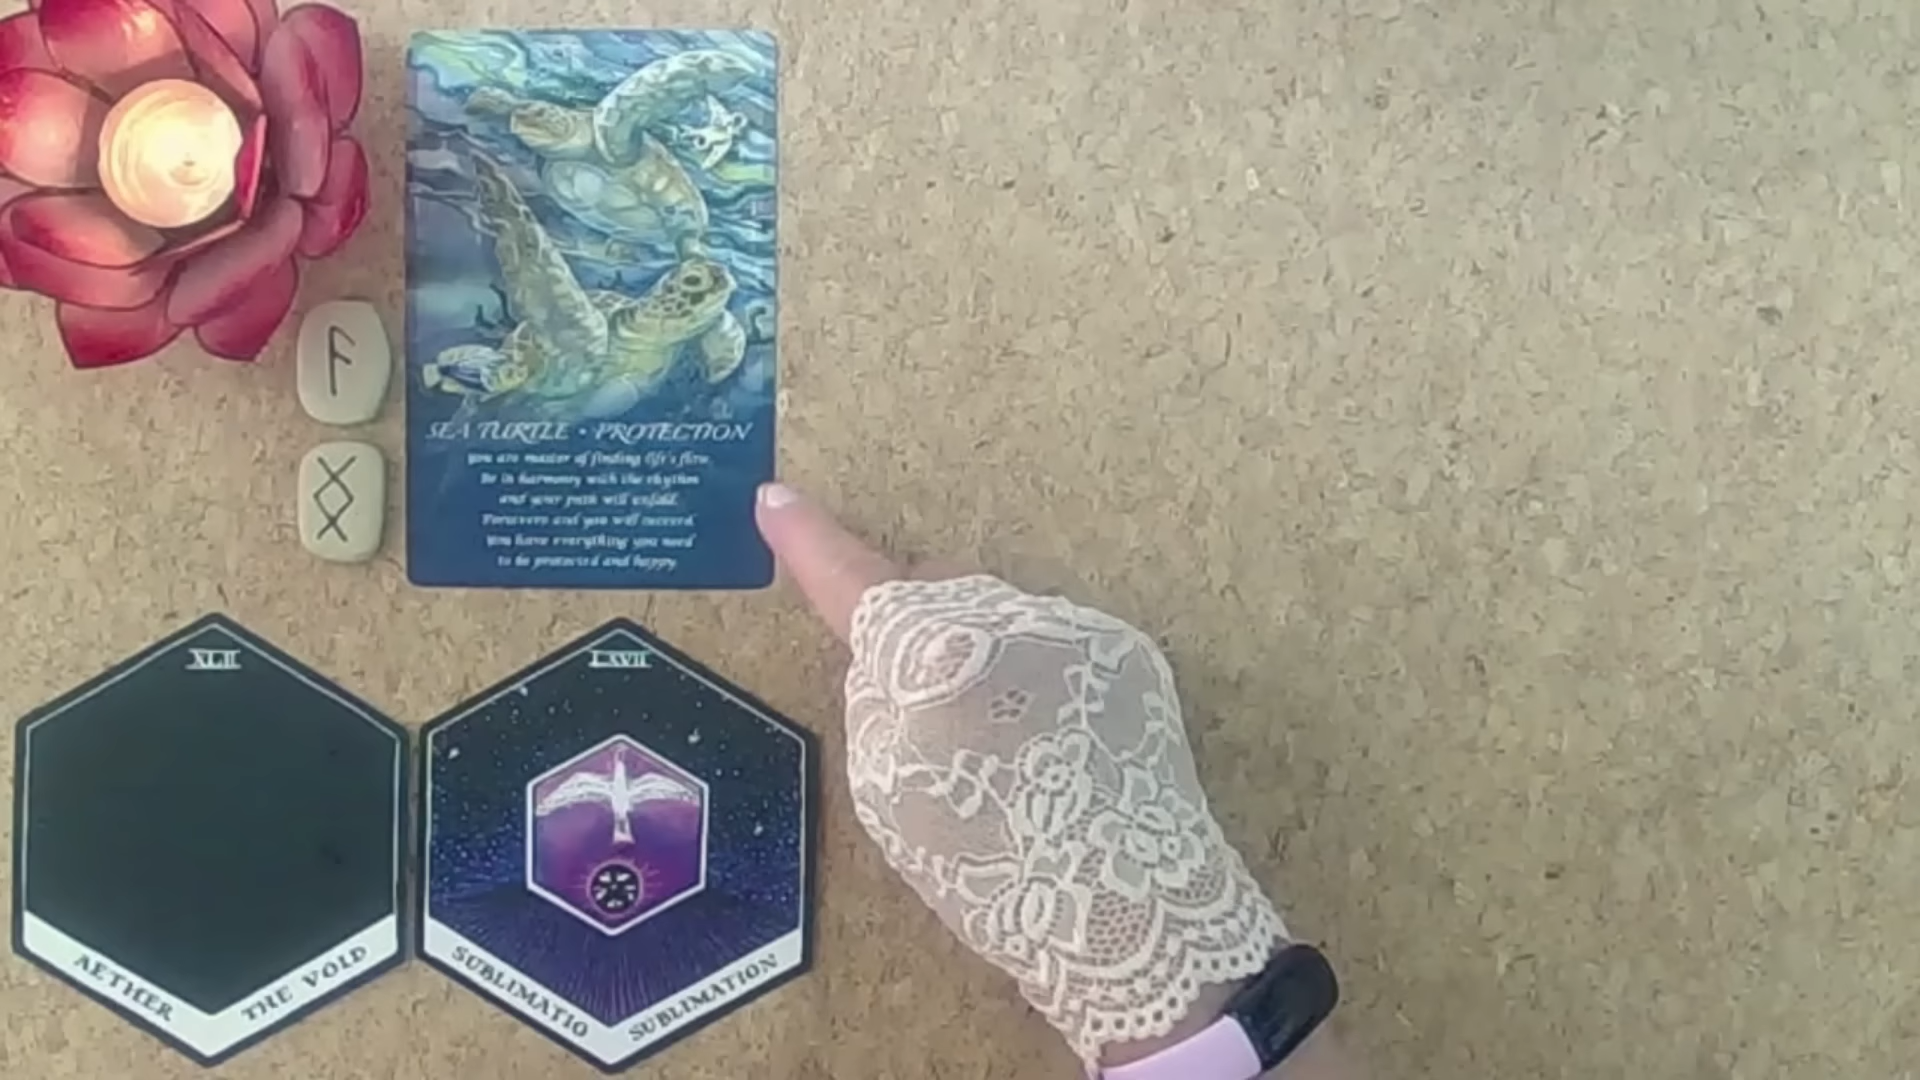 ᚨ
ᛝ
SEA TURTLE • PROTECTION
You are master of finding life's flow.
Be in harmony with the rhythm
and your path will unfold.
Persevere and you will succeed.
You have everything you need
to be protected and happy.
XLII
AETHER THE VOID
LXVII
SUBLIMATIO SUBLIMATION